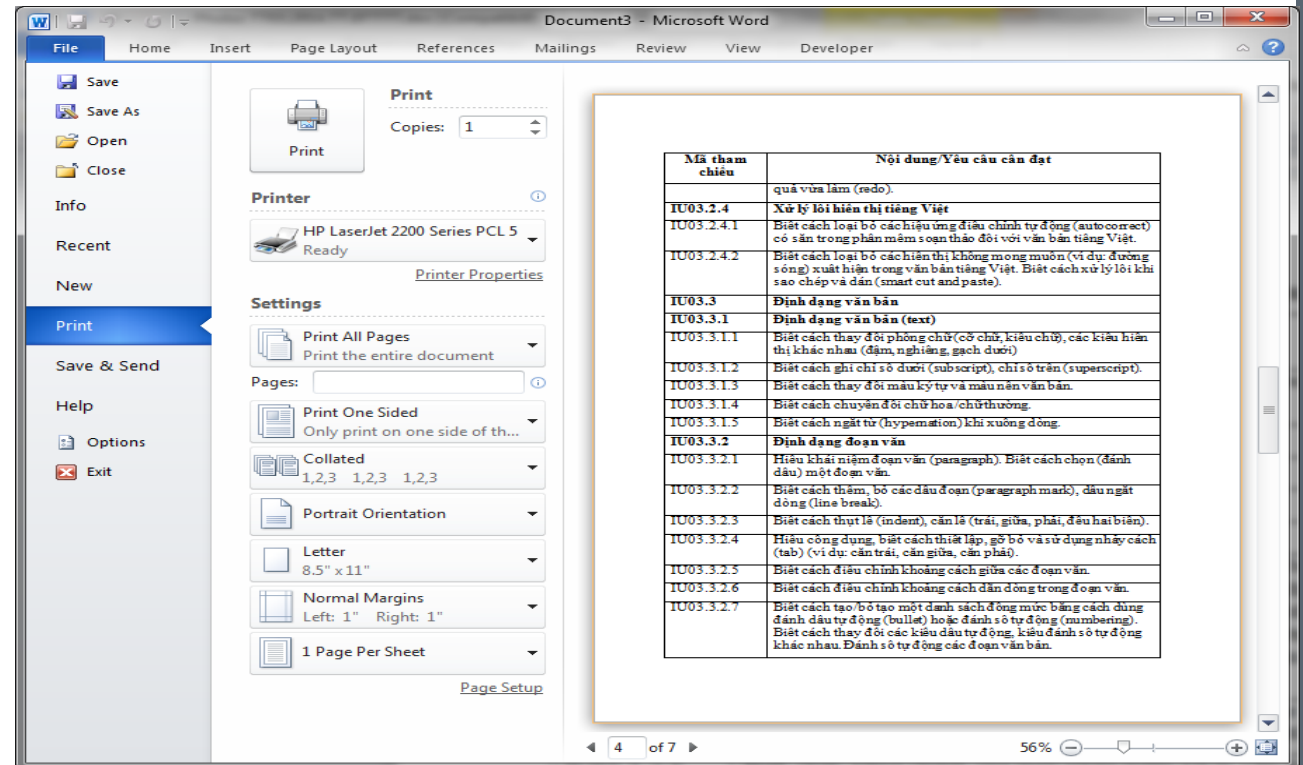 Document3 - Microsoft Word
File Home Insert Page Layout References Mailings Review View Developer
Save
Save As
Open
Close
Info
Recent
New
Print
Save & Send
Help
Options
Exit
Print
Print
Copies: 1
Printer
HP LaserJet 2200 Series PCL 5
Ready
Printer Properties
Settings
Print All Pages
Print the entire document
Pages:
Print One Sided
Only print on one side of th...
Collated
1,2,3 1,2,3 1,2,3
Portrait Orientation
Letter
8.5" x 11"
Normal Margins
Left: 1" Right: 1"
1 Page Per Sheet
Page Setup
Mã tham chiếu Nội dung/Yêu cầu cần đạt
quả vừa làm (redo).
IU03.2.4 Xử lý lỗi hiển thị tiếng Việt
IU03.2.4.1 Biết cách loại bỏ các hiệu ứng điều chỉnh tự động (autocorrect)
có sẵn trong phần mềm soạn thảo đối với văn bản tiếng Việt.
IU03.2.4.2 Biết cách loại bỏ các hiển thị không mong muốn (ví dụ: đường
sóng) xuất hiện trong văn bản tiếng Việt. Biết cách xử lý lỗi khi
sao chép và dán (smart cut and paste).
IU03.3 Định dạng văn bản
IU03.3.1 Định dạng văn bản (text)
IU03.3.1.1 Biết cách thay đổi phông chữ (cỡ chữ, kiểu chữ), các kiểu hiển
thị khác nhau (đậm, nghiêng, gạch dưới)
IU03.3.1.2 Biết cách ghi chỉ số dưới (subscript), chỉ số trên (superscript).
IU03.3.1.3 Biết cách thay đổi màu ký tự và màu nền văn bản.
IU03.3.1.4 Biết cách chuyển đổi chữ hoa/chữ thường.
IU03.3.1.5 Biết cách ngắt từ (hypernation) khi xuống dòng.
IU03.3.2 Định dạng đoạn văn
IU03.3.2.1 Hiểu khái niệm đoạn văn (paragraph). Biết cách chọn (đánh
dấu) một đoạn văn.
IU03.3.2.2 Biết cách thêm, bỏ các dấu đoạn (paragraph mark), dấu ngắt
dòng (line break).
IU03.3.2.3 Biết cách thụt lề (indent), căn lề (trái, giữa, phải, đều hai biên).
IU03.3.2.4 Hiểu công dụng, biết cách thiết lập, gỡ bỏ và sử dụng nhảy cách
(tab) (ví dụ: căn trái, căn giữa, căn phải).
IU03.3.2.5 Biết cách điều chỉnh khoảng cách giữa các đoạn văn.
IU03.3.2.6 Biết cách điều chỉnh khoảng cách dãn dòng trong đoạn văn.
IU03.3.2.7 Biết cách tạo/bỏ tạo một danh sách đồng mức bằng cách dùng
đánh dấu tự động (bullet) hoặc đánh số tự động (numbering).
Biết cách thay đổi các kiểu dấu tự động, kiểu đánh số tự động
khác nhau. Đánh số tự động các đoạn văn bản.
4 of 7
56%